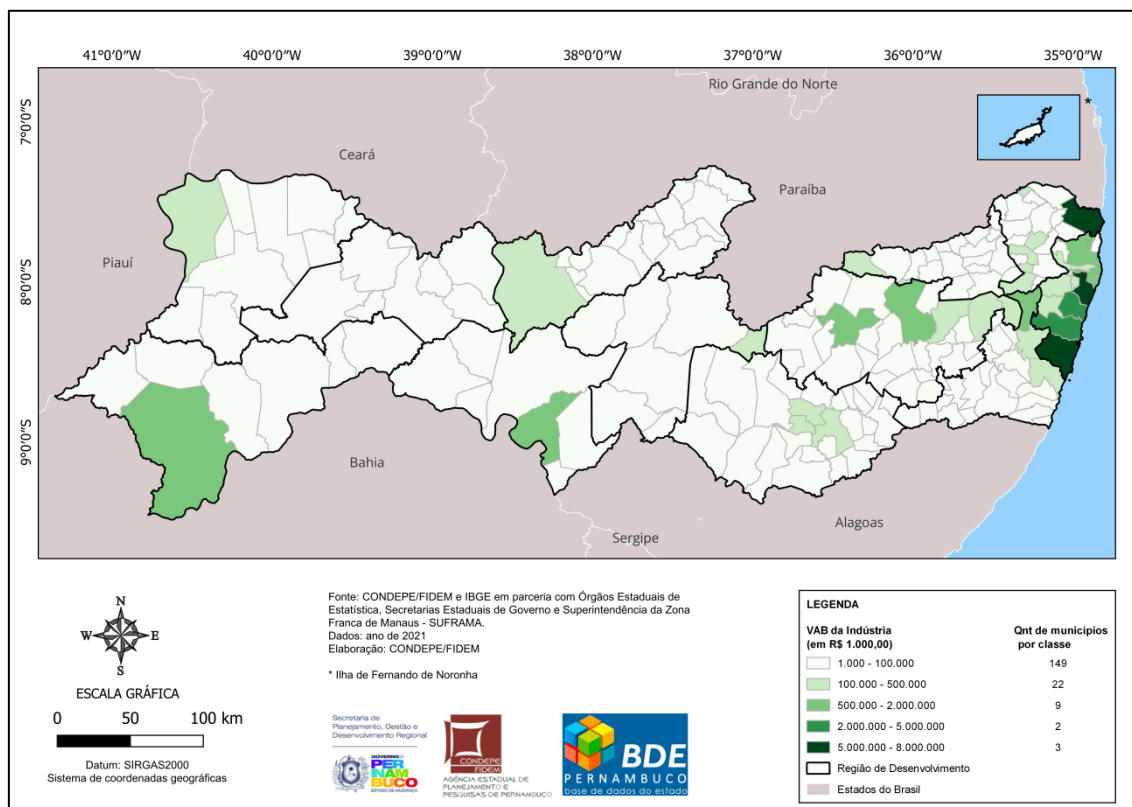 41°0'0"W 40°0'0"W 39°0'0"W 38°0'0"W 37°0'0"W 36°0'0"W 35°0'0"W
7°0'0"S
8°0'0"S
9°0'0"S
Rio Grande do Norte
*
Ceará
Paraíba
Piauí
Bahia
Alagoas
Sergipe
N
W E
S
ESCALA GRÁFICA
0 50 100 km
Datum: SIRGAS2000
Sistema de coordenadas geográficas
Fonte: CONDEPE/FIDEM e IBGE em parceria com Órgãos Estaduais de
Estatística, Secretarias Estaduais de Governo e Superintendência da Zona
Franca de Manaus - SUFRAMA.
Dados: ano de 2021
Elaboração: CONDEPE/FIDEM
* Ilha de Fernando de Noronha
Secretaria de
Planejamento, Gestão e
Desenvolvimento Regional
GOVERNO
PER
NAM
BUCO
ESTADO DE MUDANÇA
CONDEPE
FIDEM
AGÊNCIA ESTADUAL DE
PLANEJAMENTO E
PESQUISAS DE PERNAMBUCO
BDE
PERNAMBUCO
base de dados do estado
LEGENDA
VAB da Indústria Qnt de municípios
(em R$ 1.000,00) por classe
1.000 - 100.000 149
100.000 - 500.000 22
500.000 - 2.000.000 9
2.000.000 - 5.000.000 2
5.000.000 - 8.000.000 3
Região de Desenvolvimento
Estados do Brasil